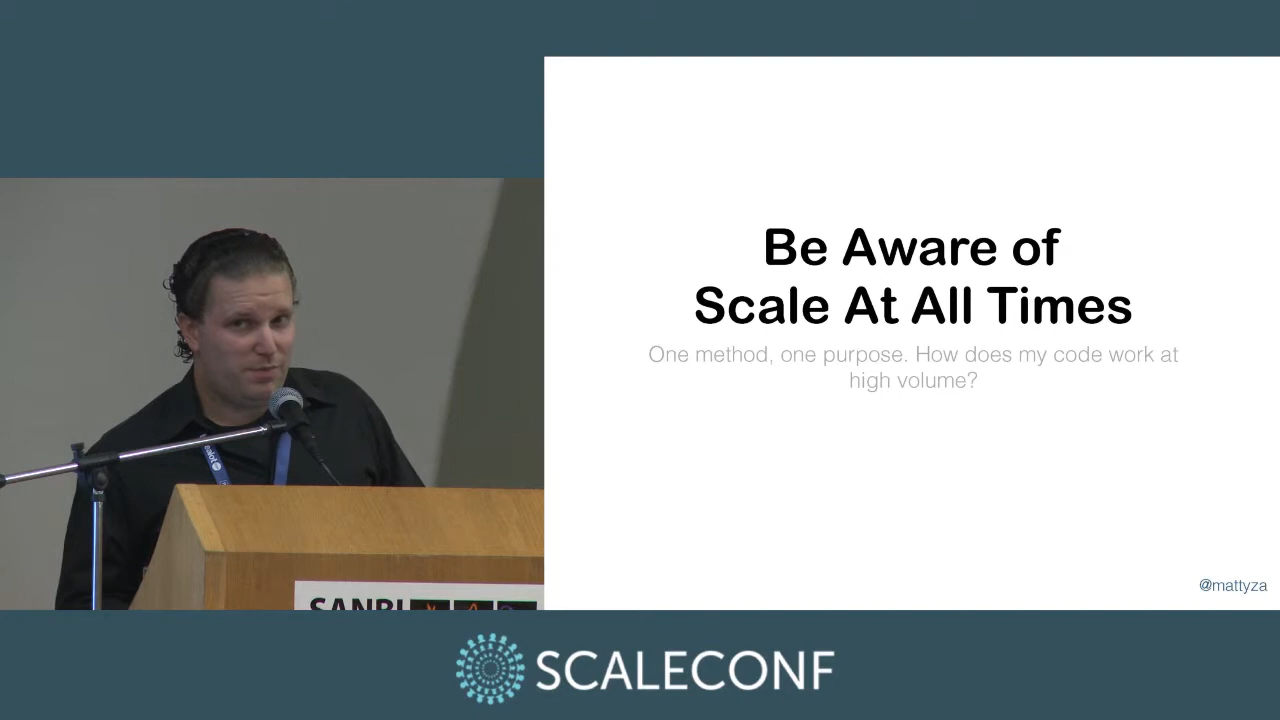 Be Aware of
Scale At All Times
One method, one purpose. How does my code work at
high volume?
@mattyza
SANBI
SCALECONF